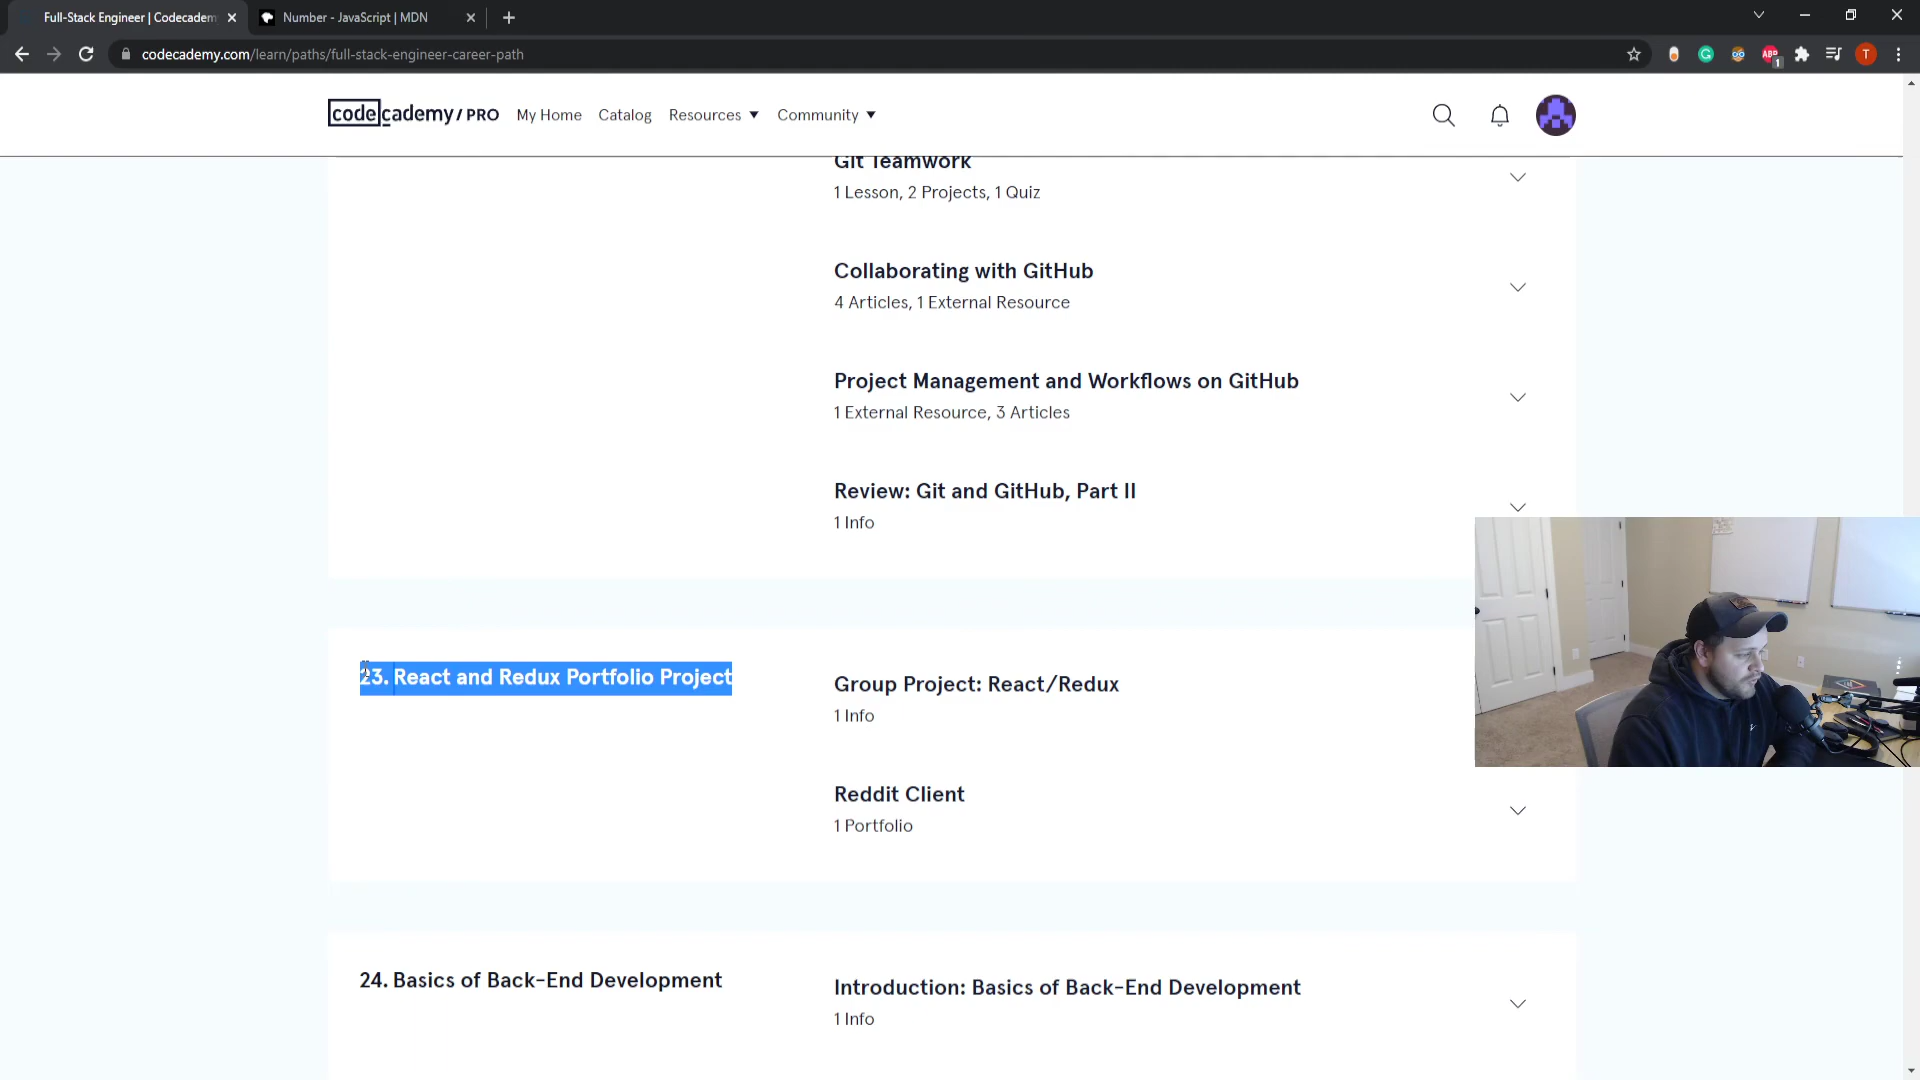 Full-Stack Engineer | Codecadem
Number - JavaScript | MDN
codecademy.com/learn/paths/full-stack-engineer-career-path
ABP
1
T
codecademy / PRO
My Home
Catalog
Resources
Community
Git Teamwork
1 Lesson, 2 Projects, 1 Quiz
Collaborating with GitHub
4 Articles, 1 External Resource
Project Management and Workflows on GitHub
1 External Resource, 3 Articles
Review: Git and GitHub, Part II
1 Info
23. React and Redux Portfolio Project
Group Project: React/Redux
1 Info
Reddit Client
1 Portfolio
24. Basics of Back-End Development
Introduction: Basics of Back-End Development
1 Info